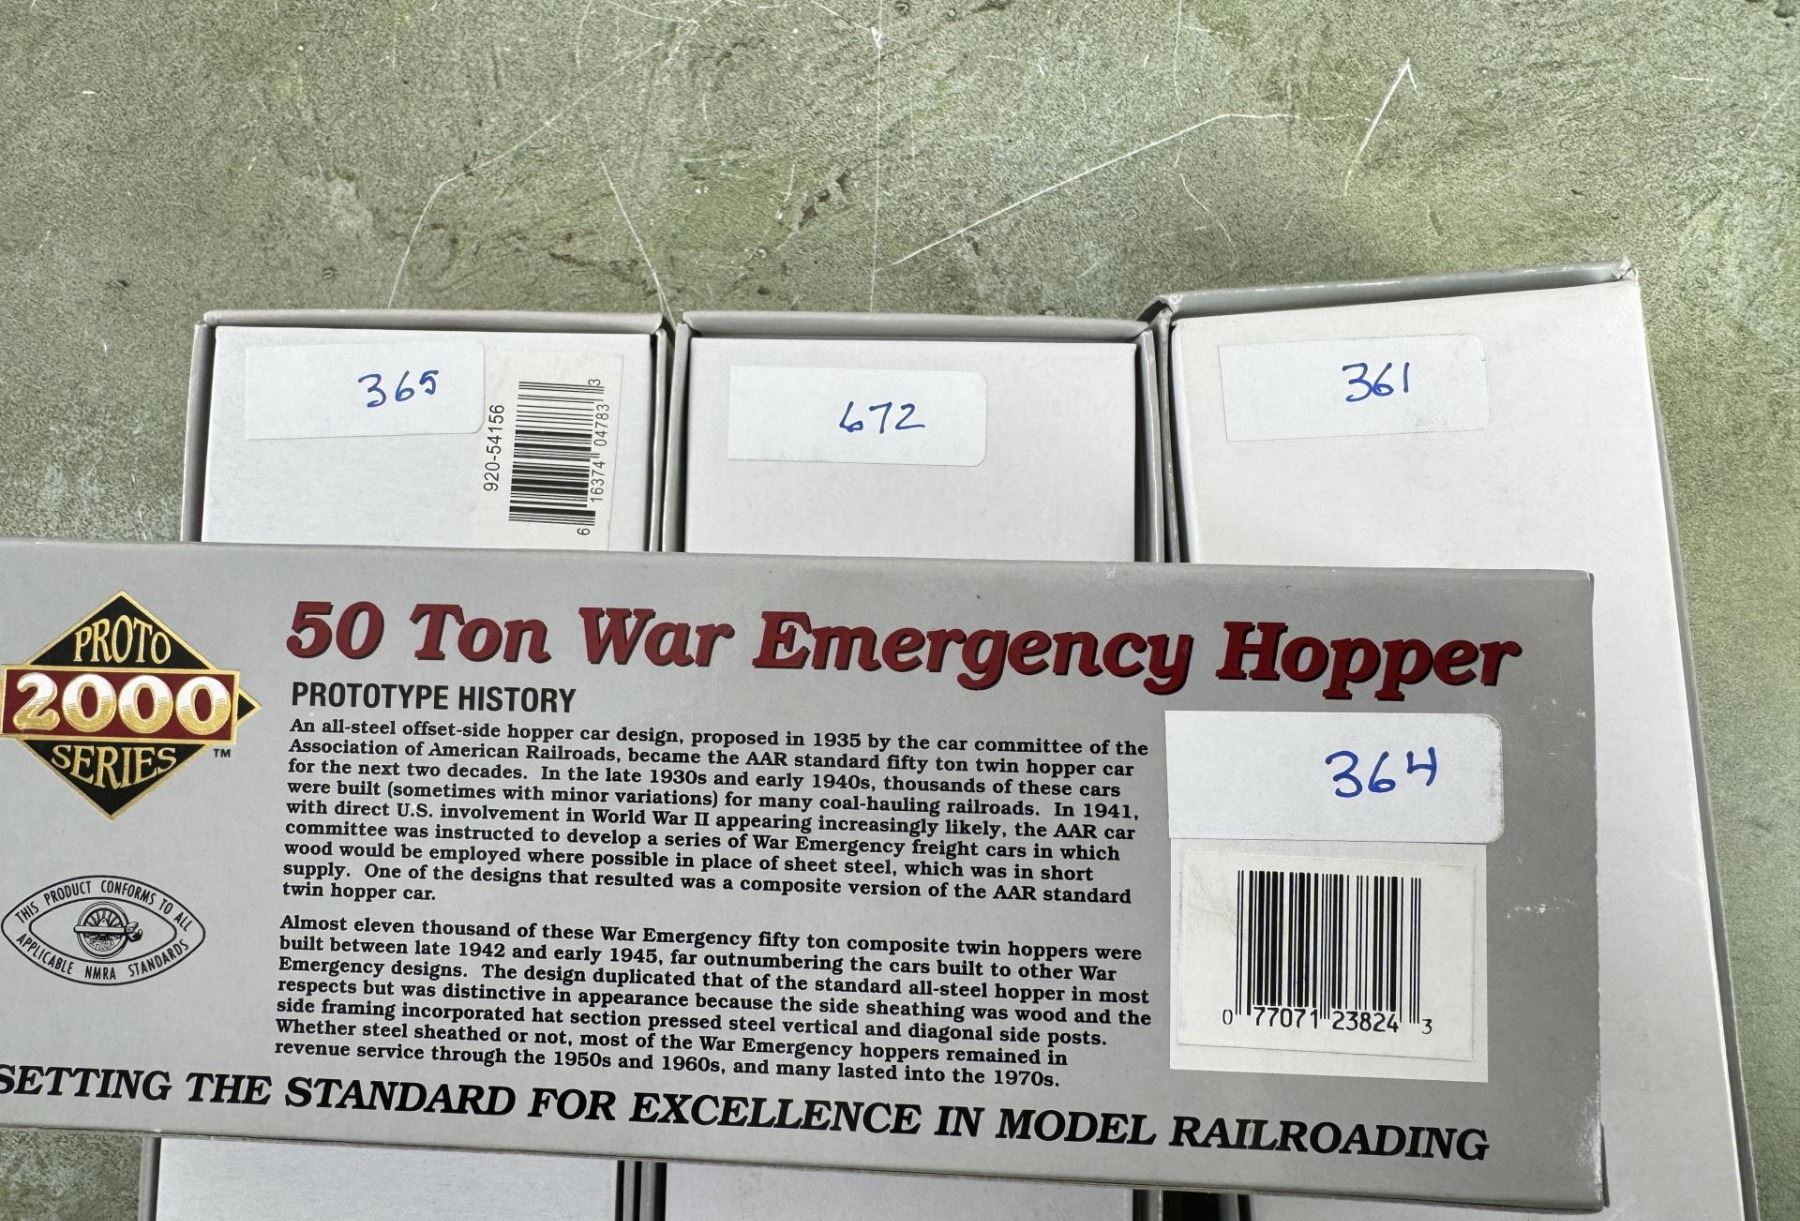 365
920-54156
6 16374 04783 3
672
361
PROTO
2000
SERIES™
THIS PRODUCT CONFORMS TO ALL
APPLICABLE NMRA STANDARDS
50 Ton War Emergency Hopper
PROTOTYPE HISTORY
An all-steel offset-side hopper car design, proposed in 1935 by the car committee of the
Association of American Railroads, became the AAR standard fifty ton twin hopper car
for the next two decades. In the late 1930s and early 1940s, thousands of these cars
were built (sometimes with minor variations) for many coal-hauling railroads. In 1941,
with direct U.S. involvement in World War II appearing increasingly likely, the AAR car
committee was instructed to develop a series of War Emergency freight cars in which
wood would be employed where possible in place of sheet steel, which was in short
supply. One of the designs that resulted was a composite version of the AAR standard
twin hopper car.
Almost eleven thousand of these War Emergency fifty ton composite twin hoppers were
built between late 1942 and early 1945, far outnumbering the cars built to other War
Emergency designs. The design duplicated that of the standard all-steel hopper in most
respects but was distinctive in appearance because the side sheathing was wood and the
side framing incorporated hat section pressed steel vertical and diagonal side posts.
Whether steel sheathed or not, most of the War Emergency hoppers remained in
revenue service through the 1950s and 1960s, and many lasted into the 1970s.
364
0 77071 23824 3
SETTING THE STANDARD FOR EXCELLENCE IN MODEL RAILROADING